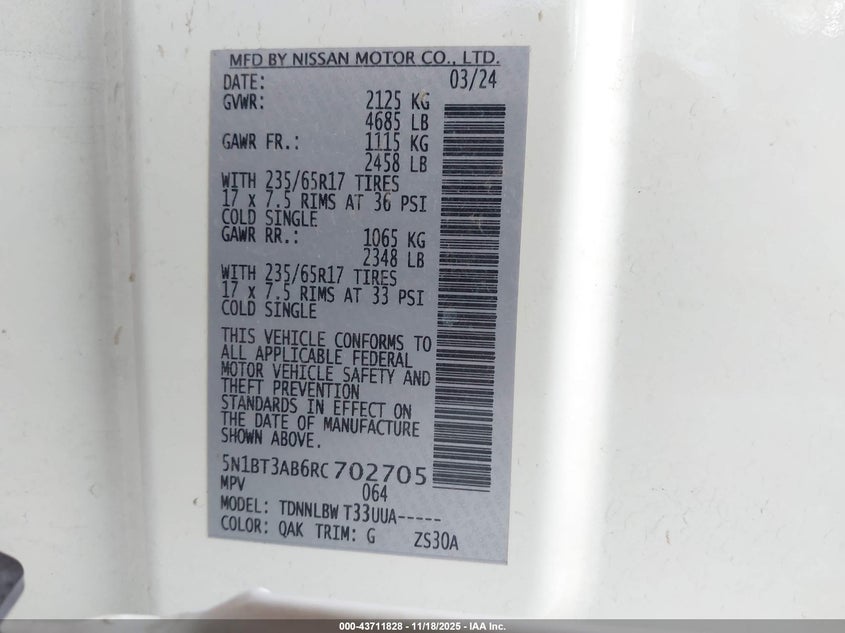 MFD BY NISSAN MOTOR CO., LTD.
DATE: 03/24
GVWR: 2125 KG
4685 LB
GAWR FR.: 1115 KG
2458 LB
WITH 235/65R17 TIRES
17 x 7.5 RIMS AT 36 PSI
COLD SINGLE
GAWR RR.: 1065 KG
2348 LB
WITH 235/65R17 TIRES
17 x 7.5 RIMS AT 33 PSI
COLD SINGLE
THIS VEHICLE CONFORMS TO
ALL APPLICABLE FEDERAL
MOTOR VEHICLE SAFETY AND
THEFT PREVENTION
STANDARDS IN EFFECT ON
THE DATE OF MANUFACTURE
SHOWN ABOVE.
5N1BT3AB6RC702705
MPV 064
MODEL: TDNNLBW T33UUA-----
COLOR: QAK TRIM: G ZS30A
000-43711828 - 11/18/2025 - IAA Inc.